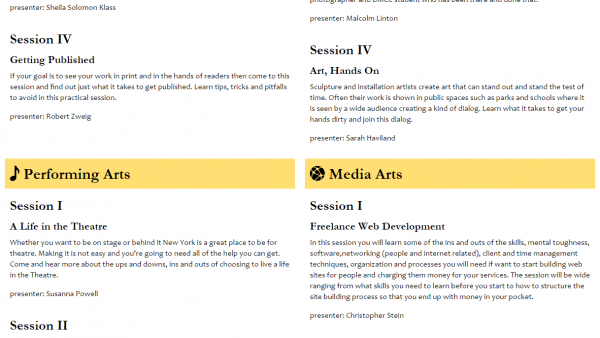 presenter: Sheila Solomon Klass
Session IV
Getting Published
If your goal is to see your work in print and in the hands of readers then come to this
session and find out just what it takes to get published. Learn tips, tricks and pitfalls
to avoid in this practical session.
presenter: Robert Zweig
photographer and BMCC student who has been there and done that.
presenter: Malcolm Linton
Session IV
Art, Hands On
Sculpture and installation artists create art that can stand out and stand the test of
time. Often their work is shown in public spaces such as parks and schools where it
is seen by a wide audience creating a kind of dialog. Learn what it takes to get your
hands dirty and join this dialog.
presenter: Sarah Haviland
Performing Arts
Session I
A Life in the Theatre
Whether you want to be on stage or behind it New York is a great place to be for
theatre. Making it is not easy and you're going to need all of the help you can get.
Come and hear more about the ups and downs, ins and outs of choosing to live a life
in the Theatre.
presenter: Susanna Powell
Session II
Media Arts
Session I
Freelance Web Development
In this session you will learn some of the ins and outs of the skills, mental toughness,
software,networking (people and internet related), client and time management
techniques, organization and processes you will need if want to start building web
sites for people and charging them money for your services. The session will be wide
ranging from what skills you need to learn before you start to how to structure the
site building process so that you end up with money in your pocket.
presenter: Christopher Stein